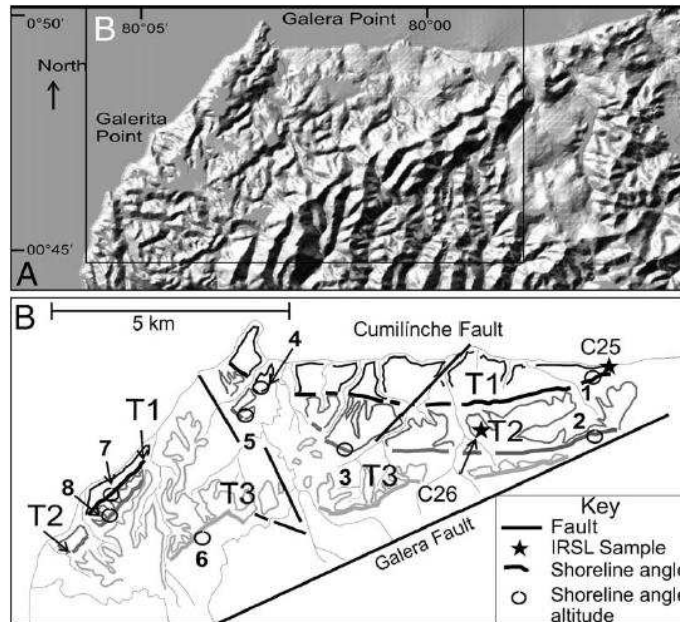 0°50'
B
80°05'
Galera Point
80°00
North
Galerita
Point
00°45'
A
B
5 km
Cumilínche Fault
4
C25
T1
1
T1
7
5
2
T2
8
3
T3
T3
C26
T2
6
Galera Fault
Key
Fault
IRSL Sample
Shoreline angle
Shoreline angle
altitude